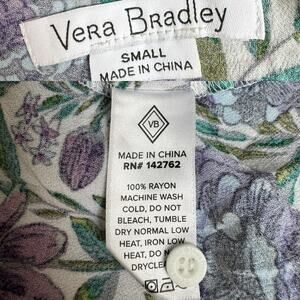 Vera Bradley
SMALL
MADE IN CHINA
VB
MADE IN CHINA
RN# 142762
100% RAYON
MACHINE WASH
COLD, DO NOT
BLEACH, TUMBLE
DRY NORMAL LOW
HEAT, IRON LOW
HEAT, DO
DRYCLE